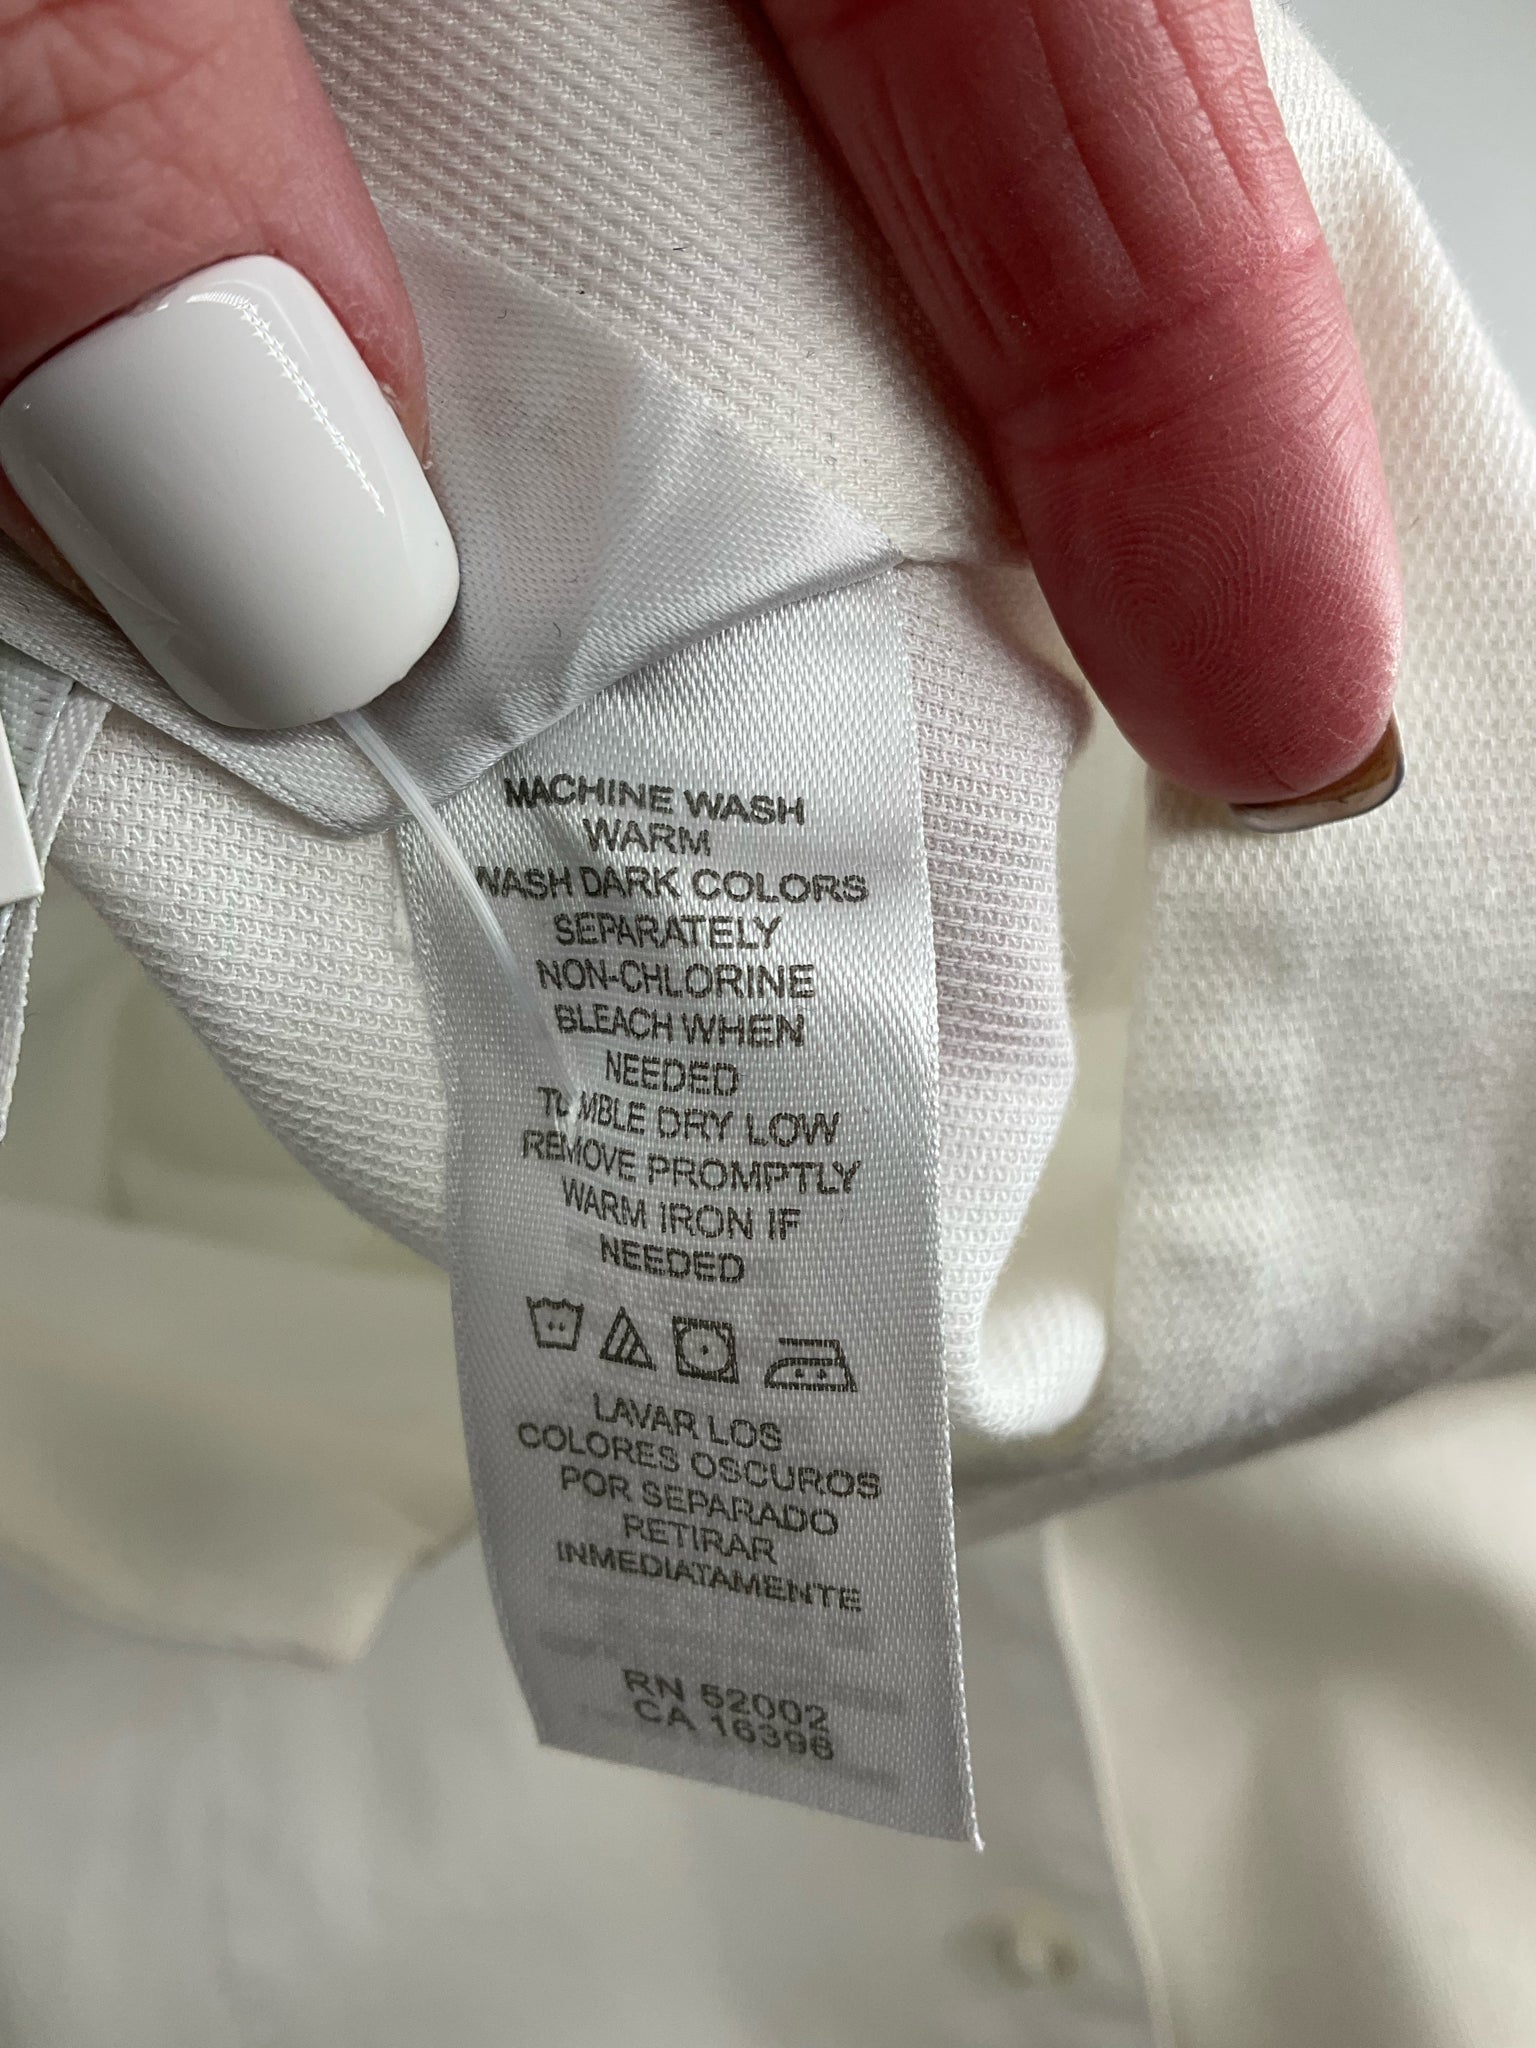 MACHINE WASH
WARM
WASH DARK COLORS
SEPARATELY
NON-CHLORINE
BLEACH WHEN
NEEDED
TUMBLE DRY LOW
REMOVE PROMPTLY
WARM IRON IF
NEEDED
LAVAR LOS
COLORES OSCUROS
POR SEPARADO
RETIRAR
INMEDIATAMENTE
RN 52002
CA 16396